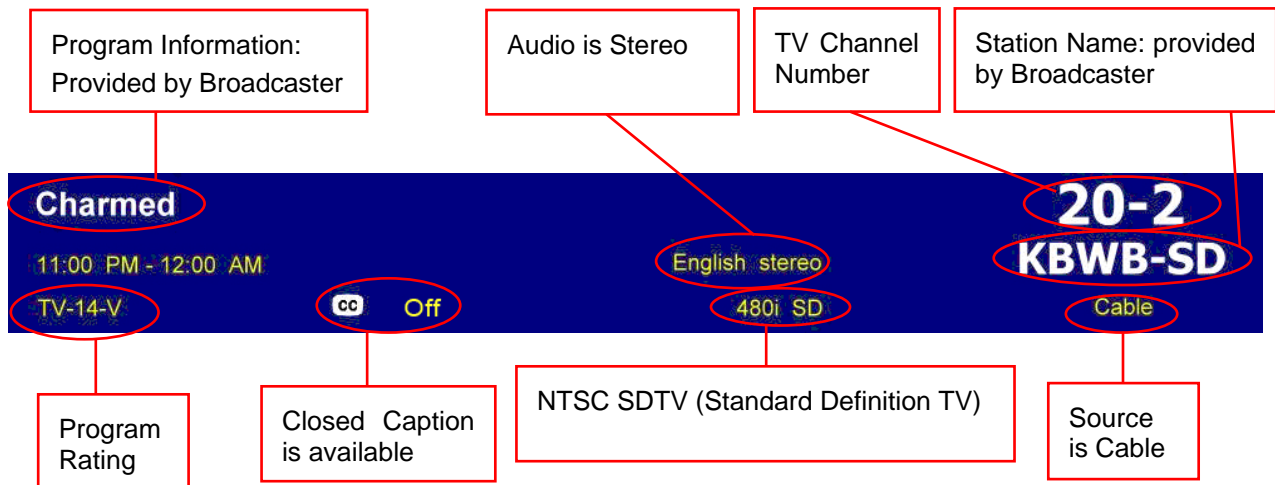 Program Information:
Provided by Broadcaster
Audio is Stereo
TV Channel
Number
Station Name: provided
by Broadcaster
Charmed
20-2
11:00 PM - 12:00 AM
English stereo
KBWB-SD
TV-14-V
CC Off
480i SD
Cable
Program
Rating
Closed Caption
is available
NTSC SDTV (Standard Definition TV)
Source
is Cable